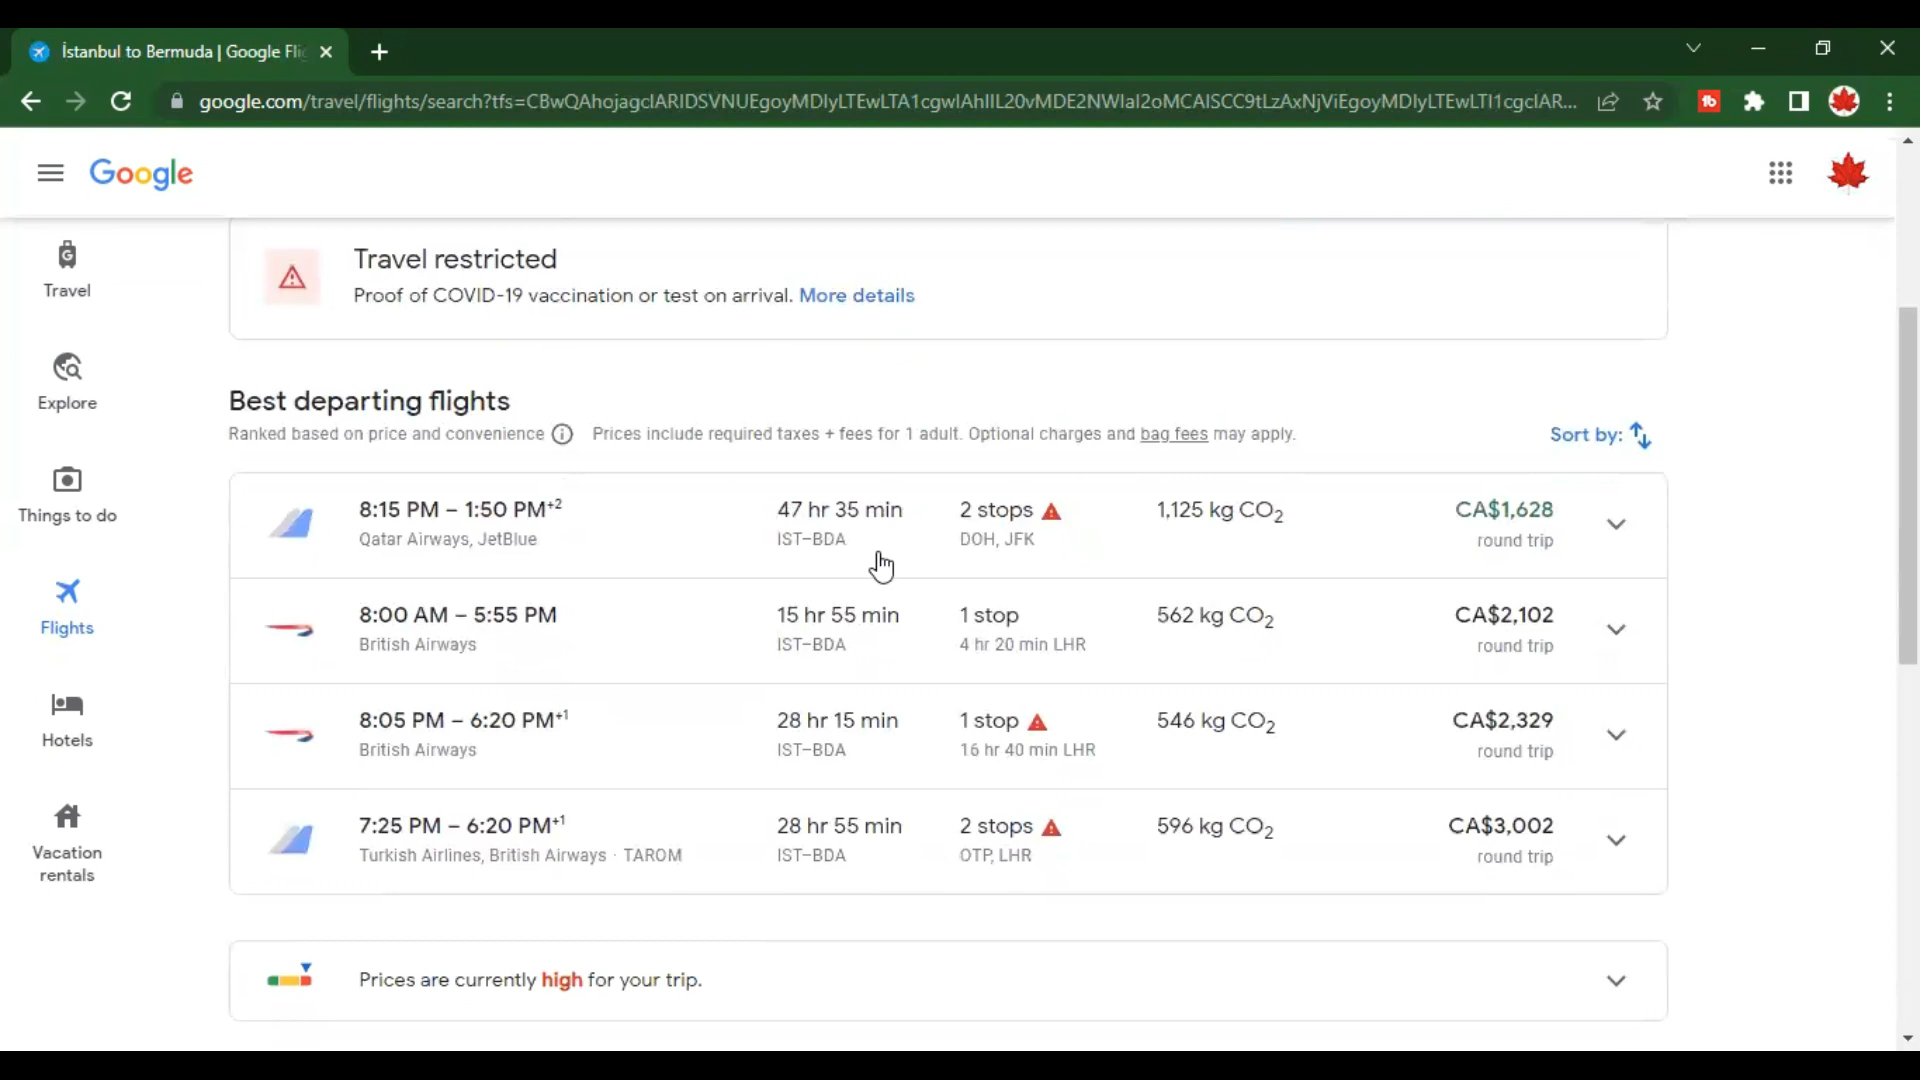 İstanbul to Bermuda | Google Fli
google.com/travel/flights/search?tfs=CBwQAhojagcIARIDSVNUEgoyMDIyLTEwLTA1cgwIAhIIL20vMDE2NWIaI2oMCAISCC9tLzAxNjViEgoyMDIyLTEwLTI1cgcIAR...
Google
Travel
Explore
Things to do
Flights
Hotels
Vacation
rentals
Travel restricted
Proof of COVID-19 vaccination or test on arrival. More details
Best departing flights
Ranked based on price and convenience Prices include required taxes + fees for 1 adult. Optional charges and bag fees may apply.
Sort by:
8:15 PM – 1:50 PM+2 47 hr 35 min 2 stops 1,125 kg CO2 CA$1,628
Qatar Airways, JetBlue IST–BDA DOH, JFK round trip
8:00 AM – 5:55 PM 15 hr 55 min 1 stop 562 kg CO2 CA$2,102
British Airways IST–BDA 4 hr 20 min LHR round trip
8:05 PM – 6:20 PM+1 28 hr 15 min 1 stop 546 kg CO2 CA$2,329
British Airways IST–BDA 16 hr 40 min LHR round trip
7:25 PM – 6:20 PM+1 28 hr 55 min 2 stops 596 kg CO2 CA$3,002
Turkish Airlines, British Airways · TAROM IST–BDA OTP, LHR round trip
Prices are currently high for your trip.